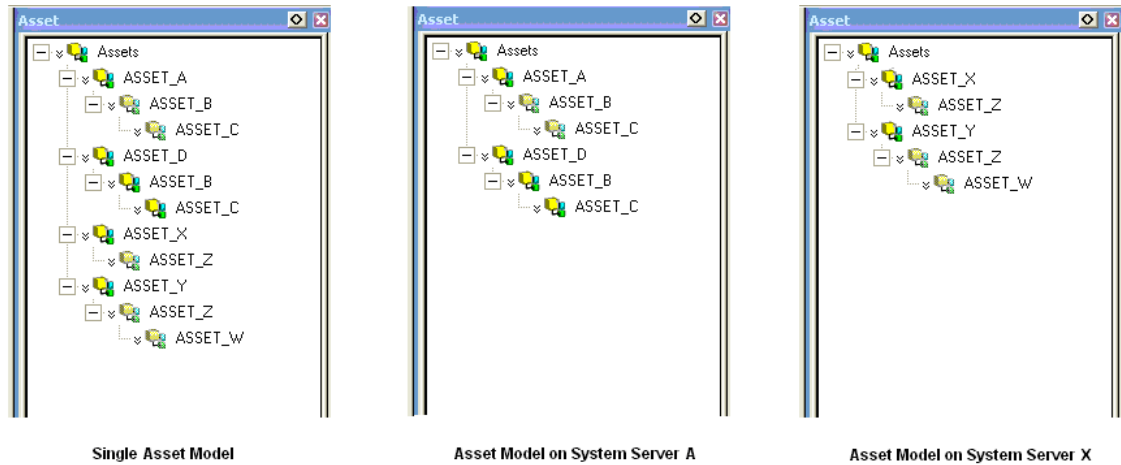 Asset
Assets
ASSET_A
ASSET_B
ASSET_C
ASSET_D
ASSET_B
ASSET_C
ASSET_X
ASSET_Z
ASSET_Y
ASSET_Z
ASSET_W
Single Asset Model
Asset
Assets
ASSET_A
ASSET_B
ASSET_C
ASSET_D
ASSET_B
ASSET_C
Asset Model on System Server A
Asset
Assets
ASSET_X
ASSET_Z
ASSET_Y
ASSET_Z
ASSET_W
Asset Model on System Server X